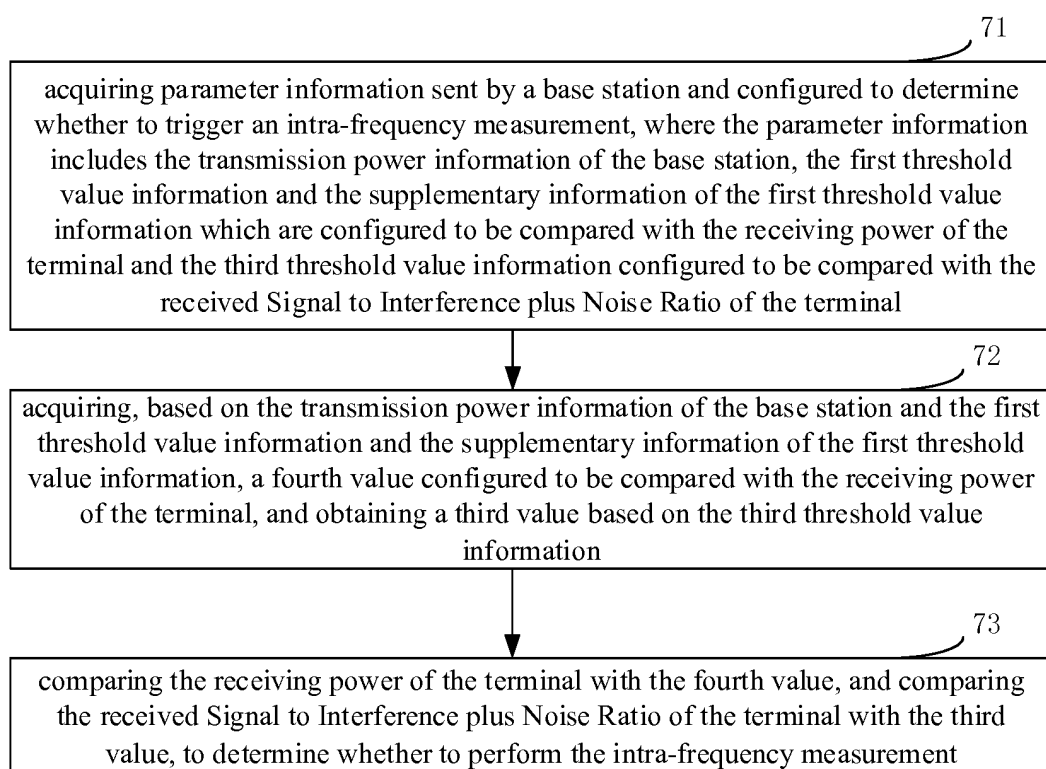 71
acquiring parameter information sent by a base station and configured to determine
whether to trigger an intra-frequency measurement, where the parameter information
includes the transmission power information of the base station, the first threshold
value information and the supplementary information of the first threshold value
information which are configured to be compared with the receiving power of the
terminal and the third threshold value information configured to be compared with the
received Signal to Interference plus Noise Ratio of the terminal
72
acquiring, based on the transmission power information of the base station and the first
threshold value information and the supplementary information of the first threshold
value information, a fourth value configured to be compared with the receiving power
of the terminal, and obtaining a third value based on the third threshold value
information
73
comparing the receiving power of the terminal with the fourth value, and comparing
the received Signal to Interference plus Noise Ratio of the terminal with the third
value, to determine whether to perform the intra-frequency measurement